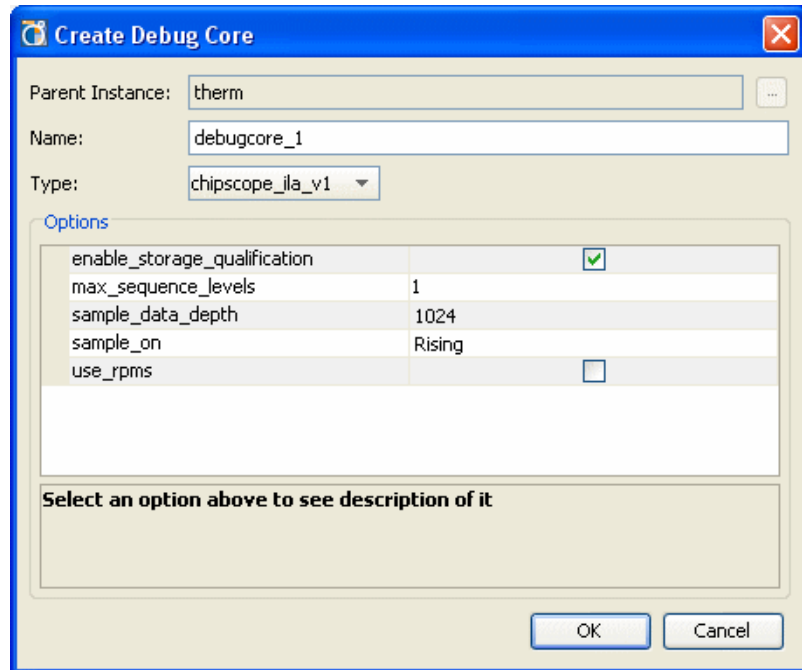 Create Debug Core
Parent Instance: therm ...
Name: debugcore_1
Type: chipscope_ila_v1
Options
enable_storage_qualification
max_sequence_levels 1
sample_data_depth 1024
sample_on Rising
use_rpms
Select an option above to see description of it
OK Cancel